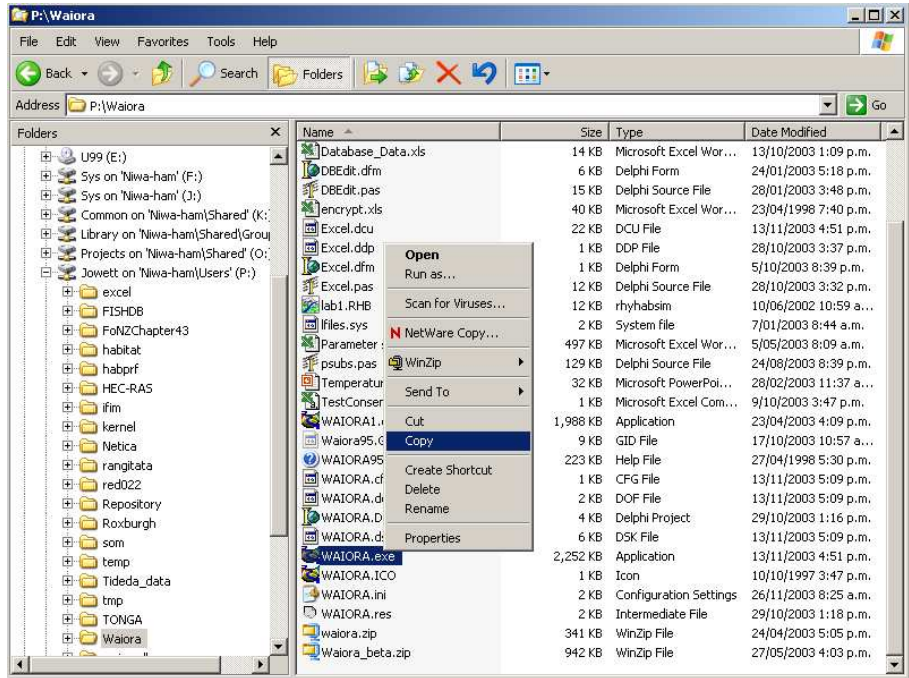 P:\Waiora
File Edit View Favorites Tools Help
Back Search Folders
Address P:\Waiora Go
Folders
U99 (E:)
Sys on 'Niwa-ham' (F:)
Sys on 'Niwa-ham' (J:)
Common on 'Niwa-ham\Shared' (K:
Library on 'Niwa-ham\Shared\Grou
Projects on 'Niwa-ham\Shared' (O:
Jowett on 'Niwa-ham\Users' (P:)
excel
FISHDB
FoNZChapter43
habitat
habprf
HEC-RAS
ifim
kernel
Netica
rangitata
red022
Repository
Roxburgh
som
temp
Tideda_data
tmp
TONGA
Waiora
Name Size Type Date Modified
Database_Data.xls 14 KB Microsoft Excel Wor... 13/10/2003 1:09 p.m.
DBEdit.dfm 6 KB Delphi Form 24/01/2003 5:18 p.m.
DBEdit.pas 15 KB Delphi Source File 28/01/2003 3:48 p.m.
encrypt.xls 40 KB Microsoft Excel Wor... 23/04/1998 7:40 p.m.
Excel.dcu 22 KB DCU File 13/11/2003 4:51 p.m.
Excel.ddp 1 KB DDP File 28/10/2003 3:37 p.m.
Excel.dfm 1 KB Delphi Form 5/10/2003 8:39 p.m.
Excel.pas 12 KB Delphi Source File 28/10/2003 3:32 p.m.
lab1.RHB 12 KB rhyhabsim 10/06/2002 10:59 a...
lfiles.sys 2 KB System file 7/01/2003 8:44 a.m.
Parameter 497 KB Microsoft Excel Wor... 5/05/2003 8:09 a.m.
psubs.pas 129 KB Delphi Source File 24/08/2003 8:39 p.m.
Temperatur 32 KB Microsoft PowerPoi... 28/02/2003 11:37 a...
TestConser 1 KB Microsoft Excel Com... 9/10/2003 3:47 p.m.
WAIORA1. 1,988 KB Application 23/04/2003 4:09 p.m.
Waiora95.G 9 KB GID File 17/10/2003 10:57 a...
WAIORA95 223 KB Help File 27/04/1998 5:30 p.m.
WAIORA.cf 1 KB CFG File 13/11/2003 5:09 p.m.
WAIORA.d 2 KB DOF File 13/11/2003 5:09 p.m.
WAIORA.D 4 KB Delphi Project 29/10/2003 1:16 p.m.
WAIORA.ds 6 KB DSK File 13/11/2003 5:09 p.m.
WAIORA.exe 2,252 KB Application 13/11/2003 4:51 p.m.
WAIORA.ICO 1 KB Icon 10/10/1997 3:47 p.m.
WAIORA.ini 2 KB Configuration Settings 26/11/2003 8:25 a.m.
WAIORA.res 2 KB Intermediate File 29/10/2003 1:18 p.m.
waiora.zip 341 KB WinZip File 24/04/2003 5:05 p.m.
Waiora_beta.zip 942 KB WinZip File 27/05/2003 4:03 p.m.
Open
Run as...
Scan for Viruses...
N NetWare Copy...
WinZip
Send To
Cut
Copy
Create Shortcut
Delete
Rename
Properties